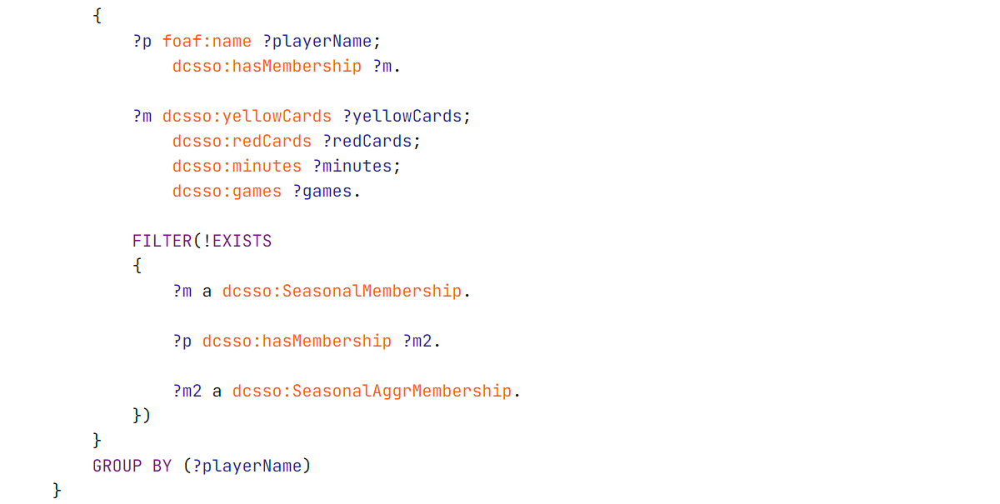 {
?p foaf:name ?playerName;
dcsso:hasMembership ?m.
?m dcsso:yellowCards ?yellowCards;
dcsso:redCards ?redCards;
dcsso:minutes ?minutes;
dcsso:games ?games.
FILTER(!EXISTS
{
?m a dcsso:SeasonalMembership.
?p dcsso:hasMembership ?m2.
?m2 a dcsso:SeasonalAggrMembership.
})
}
GROUP BY (?playerName)
}